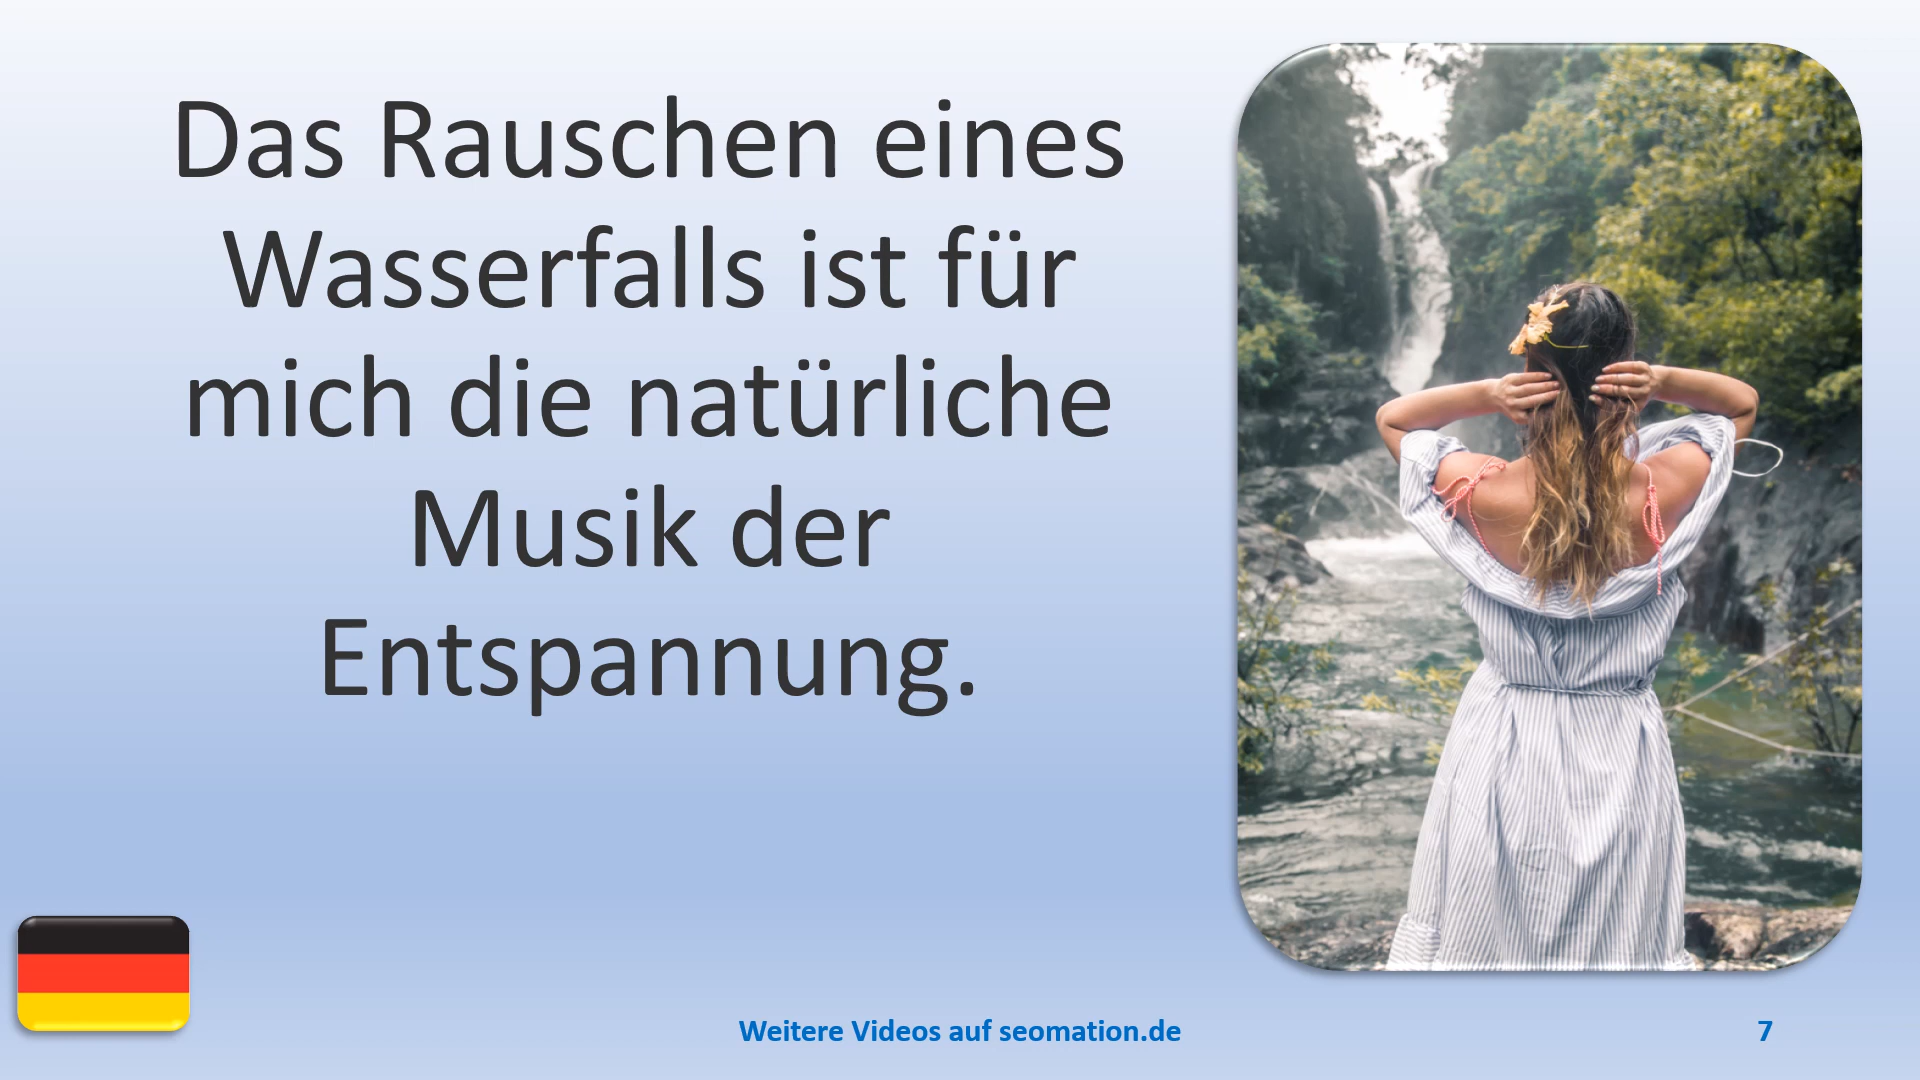 Das Rauschen eines
Wasserfalls ist für
mich die natürliche
Musik der
Entspannung.
Weitere Videos auf seomation.de
7